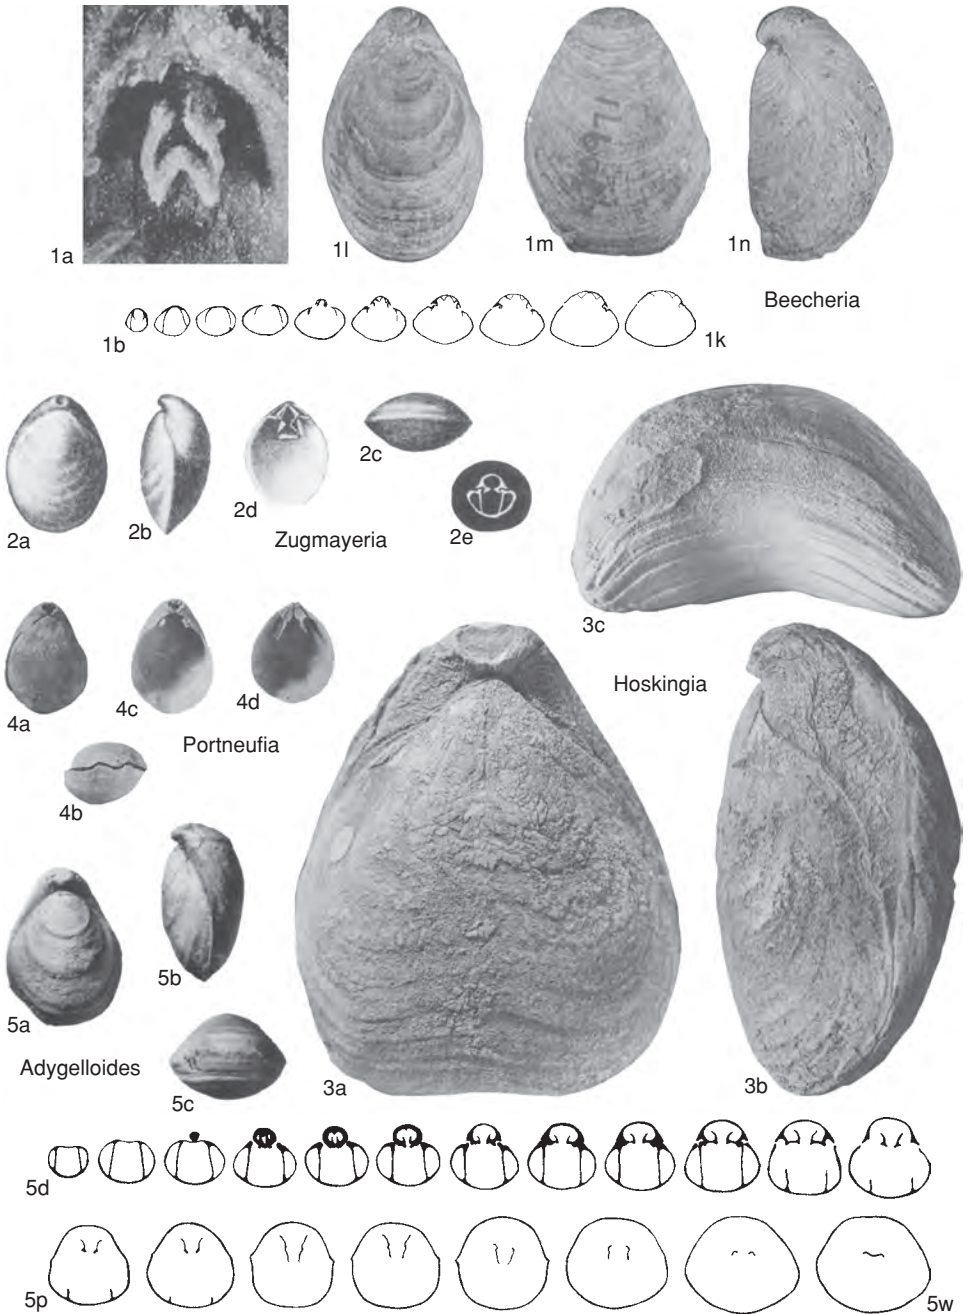 1a
1l
1m
1n
Beecheria
1b
1k
2a
2b
2d
2c
2e
Zugmayeria
3c
4a
4c
4d
Hoskingia
Portneufia
4b
5b
5a
Adygelloides
5c
3a
3b
5d
5p
5w